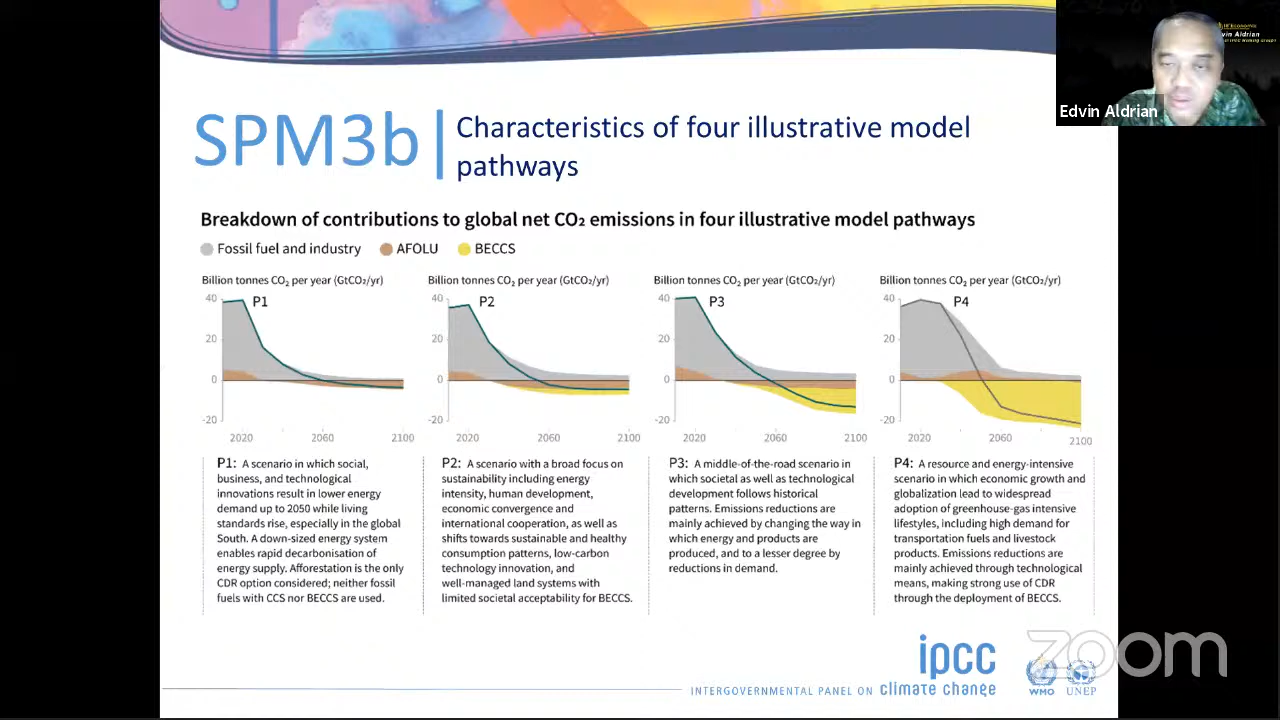 HF Economic
vin Aldrian
Edvin Aldrian
SPM3b
Characteristics of four illustrative model
pathways
Breakdown of contributions to global net CO₂ emissions in four illustrative model pathways
Fossil fuel and industry AFOLU BECCS
Billion tonnes CO₂ per year (GtCO₂/yr) Billion tonnes CO₂ per year (GtCO₂/yr) Billion tonnes CO₂ per year (GtCO₂/yr) Billion tonnes CO₂ per year (GtCO₂/yr)
40 P1 40 P2 40 P3 40 P4
20 20 20 20
0 0 0 0
-20 -20 -20 -20
2020 2060 2100 2020 2060 2100 2020 2060 2100 2020 2060 2100
P1: A scenario in which social,
business, and technological
innovations result in lower energy
demand up to 2050 while living
standards rise, especially in the global
South. A down-sized energy system
enables rapid decarbonisation of
energy supply. Afforestation is the only
CDR option considered; neither fossil
fuels with CCS nor BECCS are used.
P2: A scenario with a broad focus on
sustainability including energy
intensity, human development,
economic convergence and
international cooperation, as well as
shifts towards sustainable and healthy
consumption patterns, low-carbon
technology innovation, and
well-managed land systems with
limited societal acceptability for BECCS.
P3: A middle-of-the-road scenario in
which societal as well as technological
development follows historical
patterns. Emissions reductions are
mainly achieved by changing the way in
which energy and products are
produced, and to a lesser degree by
reductions in demand.
P4: A resource and energy-intensive
scenario in which economic growth and
globalization lead to widespread
adoption of greenhouse-gas intensive
lifestyles, including high demand for
transportation fuels and livestock
products. Emissions reductions are
mainly achieved through technological
means, making strong use of CDR
through the deployment of BECCS.
ipcc
INTERGOVERNMENTAL PANEL ON climate change
WMO UNEP
zoom